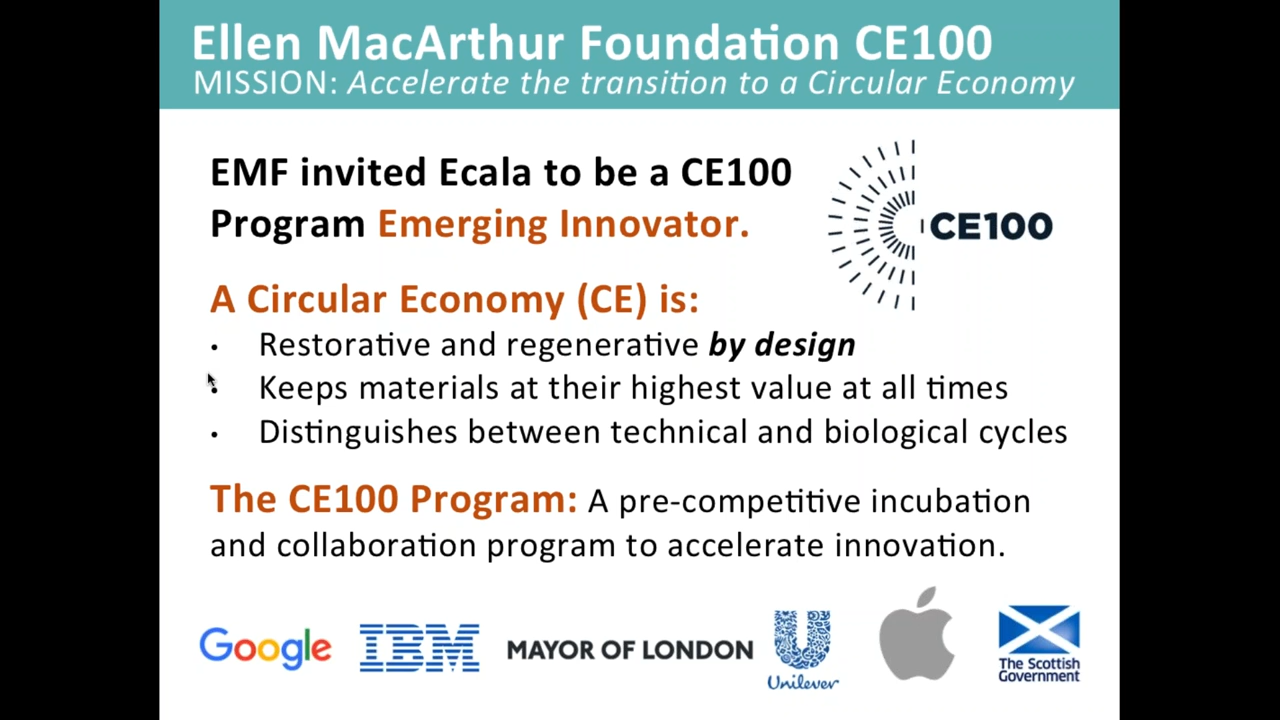 Ellen MacArthur Foundation CE100
MISSION: Accelerate the transition to a Circular Economy
EMF invited Ecala to be a CE100
Program Emerging Innovator.
CE100
A Circular Economy (CE) is:
• Restorative and regenerative by design
• Keeps materials at their highest value at all times
• Distinguishes between technical and biological cycles
The CE100 Program: A pre-competitive incubation
and collaboration program to accelerate innovation.
Google
IBM
MAYOR OF LONDON
Unilever
The Scottish
Government